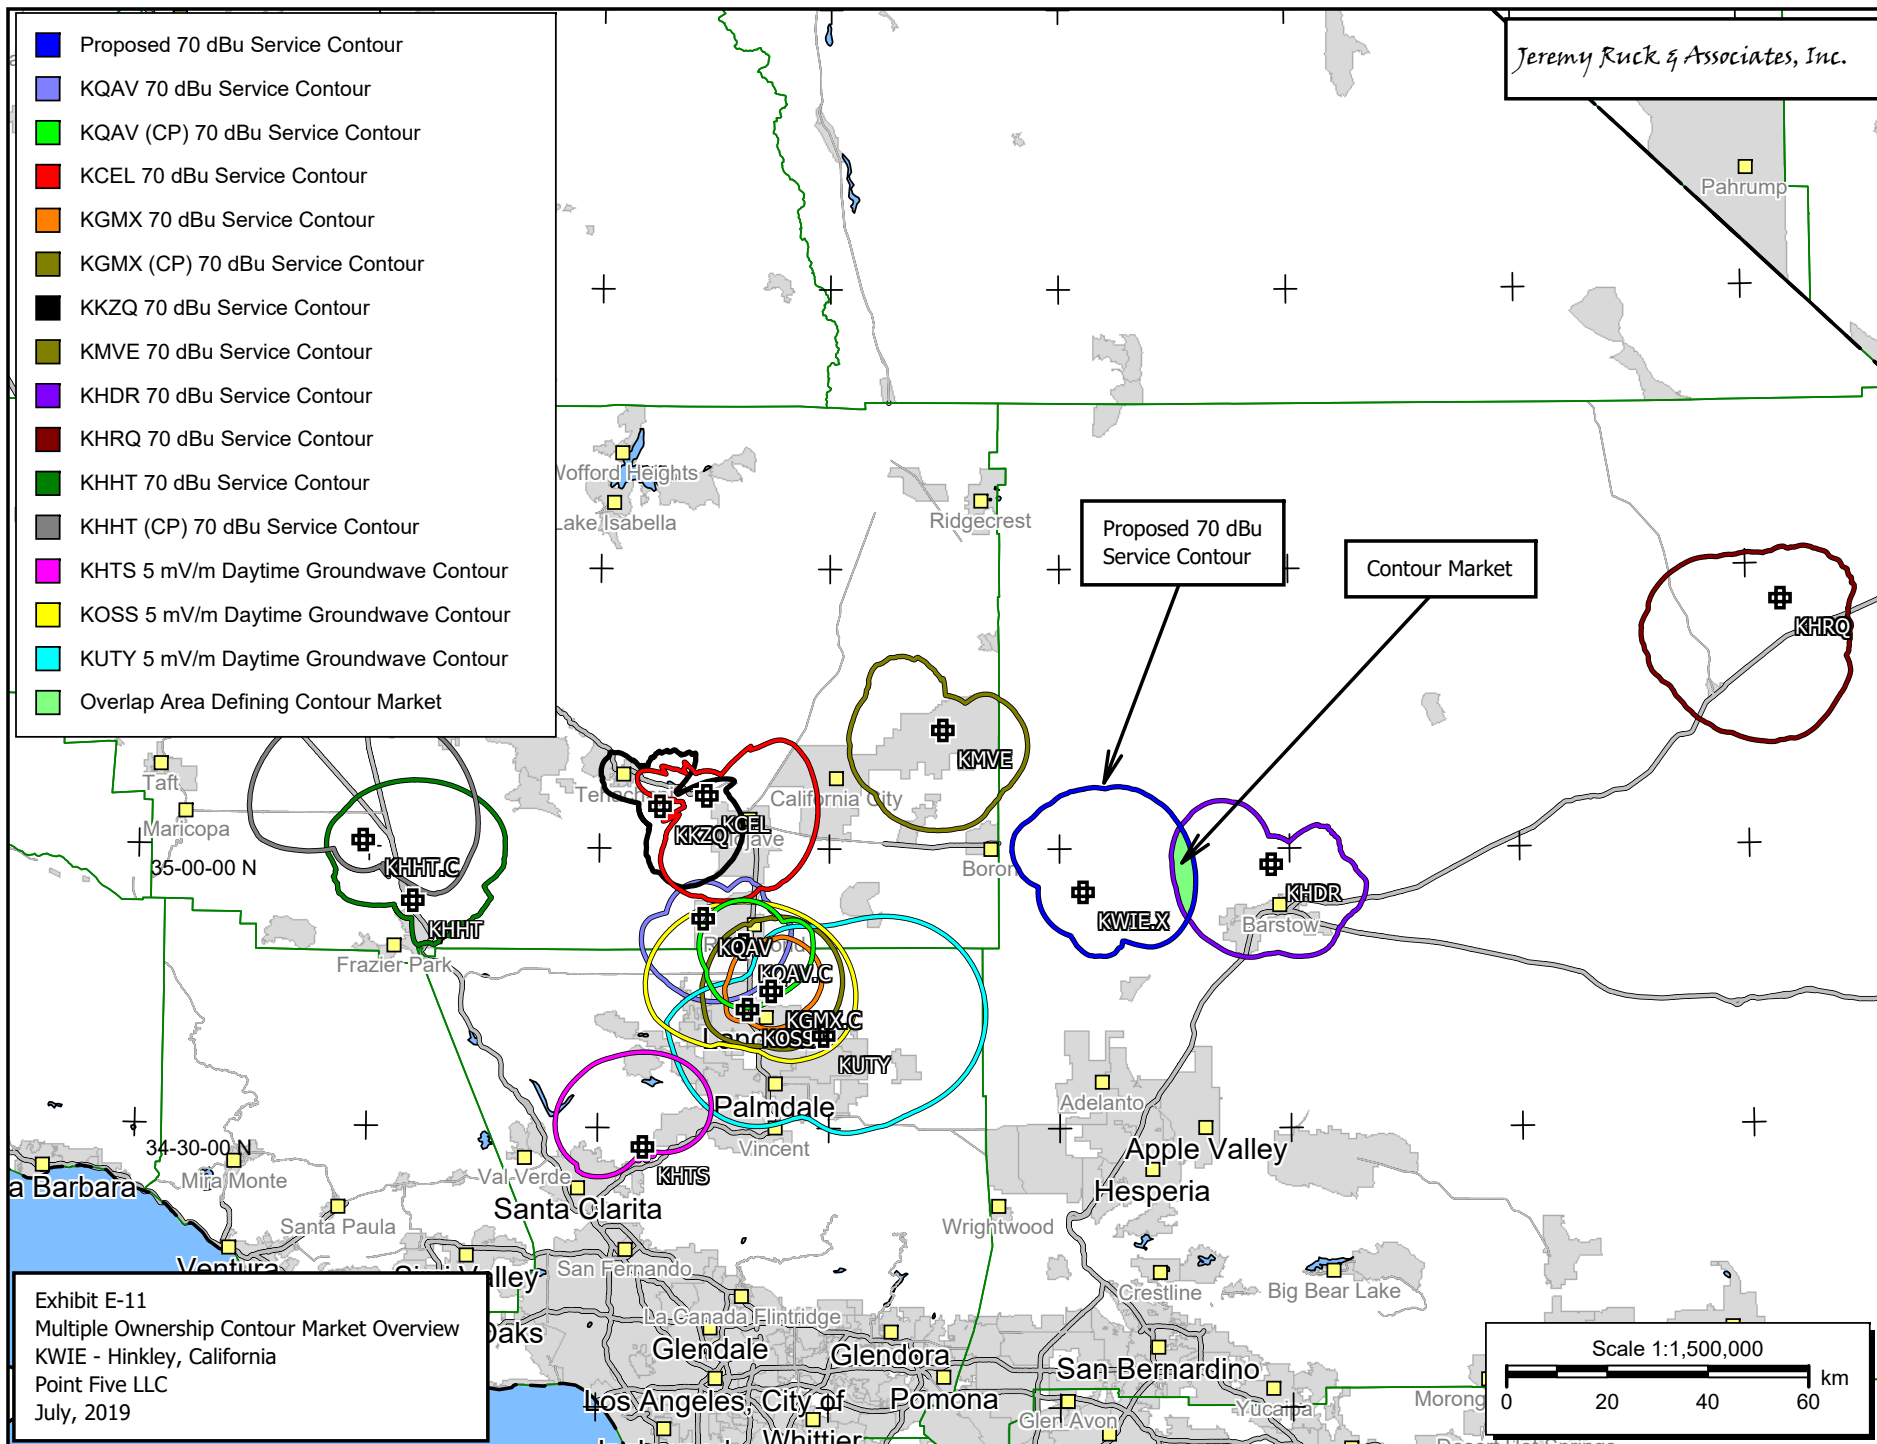 Proposed 70 dBu Service Contour
KQAV 70 dBu Service Contour
KQAV (CP) 70 dBu Service Contour
KCEL 70 dBu Service Contour
KGMX 70 dBu Service Contour
KGMX (CP) 70 dBu Service Contour
KKZQ 70 dBu Service Contour
KMVE 70 dBu Service Contour
KHDR 70 dBu Service Contour
KHRQ 70 dBu Service Contour
KHHT 70 dBu Service Contour
KHHT (CP) 70 dBu Service Contour
KHTS 5 mV/m Daytime Groundwave Contour
KOSS 5 mV/m Daytime Groundwave Contour
KUTY 5 mV/m Daytime Groundwave Contour
Overlap Area Defining Contour Market
Jeremy Ruck & Associates, Inc.
Pahrump
Wofford Heights
Lake Isabella
Ridgecrest
Proposed 70 dBu
Service Contour
Contour Market
KHRQ
KMVE
Taft
Maricopa
California City
KCEL
KKZQ
Boron
35-00-00 N
KHHT.C
KHHT
Frazier Park
KWIE.X
KHDR
Barstow
KQAV
KQAV.C
KGMX.C
KOSS
KUTY
Palmdale
Vincent
Adelanto
Apple Valley
Hesperia
34-30-00 N
a Barbara
Mira Monte
Val Verde
KHTS
Santa Clarita
Santa Paula
Wrightwood
Ventura
alley
San Fernando
Crestline
Big Bear Lake
La Canada Flintridge
Oaks
Glendale
Glendora
San Bernardino
Los Angeles, City of
Pomona
Glen Avon
Yucaipa
Morong
Whittier
Exhibit E-11
Multiple Ownership Contour Market Overview
KWIE - Hinkley, California
Point Five LLC
July, 2019
Scale 1:1,500,000
0 20 40 60 km